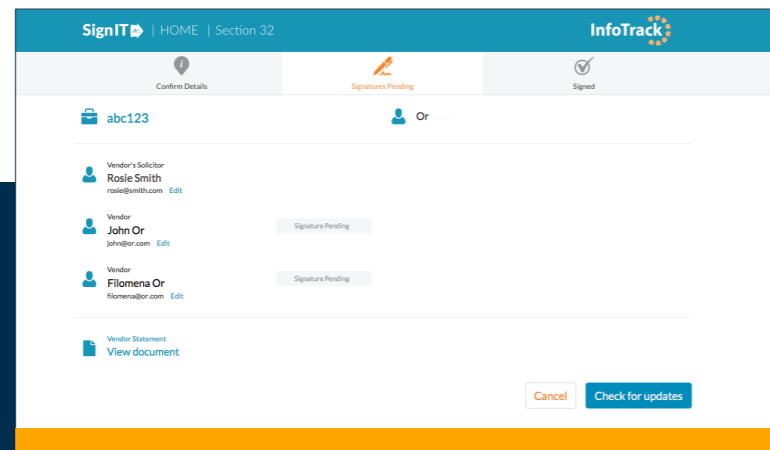 SignIT | HOME | Section 32
InfoTrack
Confirm Details
Signatures Pending
Signed
abc123
Or
Vendor's Solicitor
Rosie Smith
rosie@smith.com Edit
Vendor
John Or
john@or.com Edit
Signature Pending
Vendor
Filomena Or
filomena@or.com Edit
Signature Pending
Vendor Statement
View document
Cancel
Check for updates